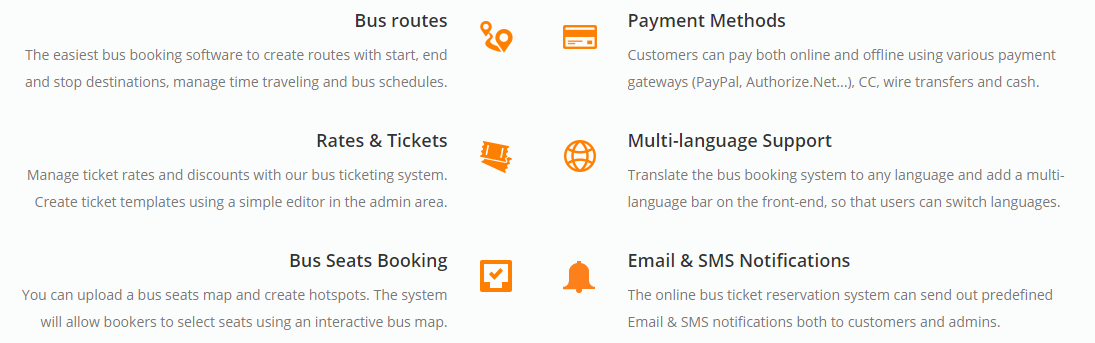 Bus routes
The easiest bus booking software to create routes with start, end
and stop destinations, manage time traveling and bus schedules.
Rates & Tickets
Manage ticket rates and discounts with our bus ticketing system.
Create ticket templates using a simple editor in the admin area.
Bus Seats Booking
You can upload a bus seats map and create hotspots. The system
will allow bookers to select seats using an interactive bus map.
Payment Methods
Customers can pay both online and offline using various payment
gateways (PayPal, Authorize.Net...), CC, wire transfers and cash.
Multi-language Support
Translate the bus booking system to any language and add a multi-
language bar on the front-end, so that users can switch languages.
Email & SMS Notifications
The online bus ticket reservation system can send out predefined
Email & SMS notifications both to customers and admins.